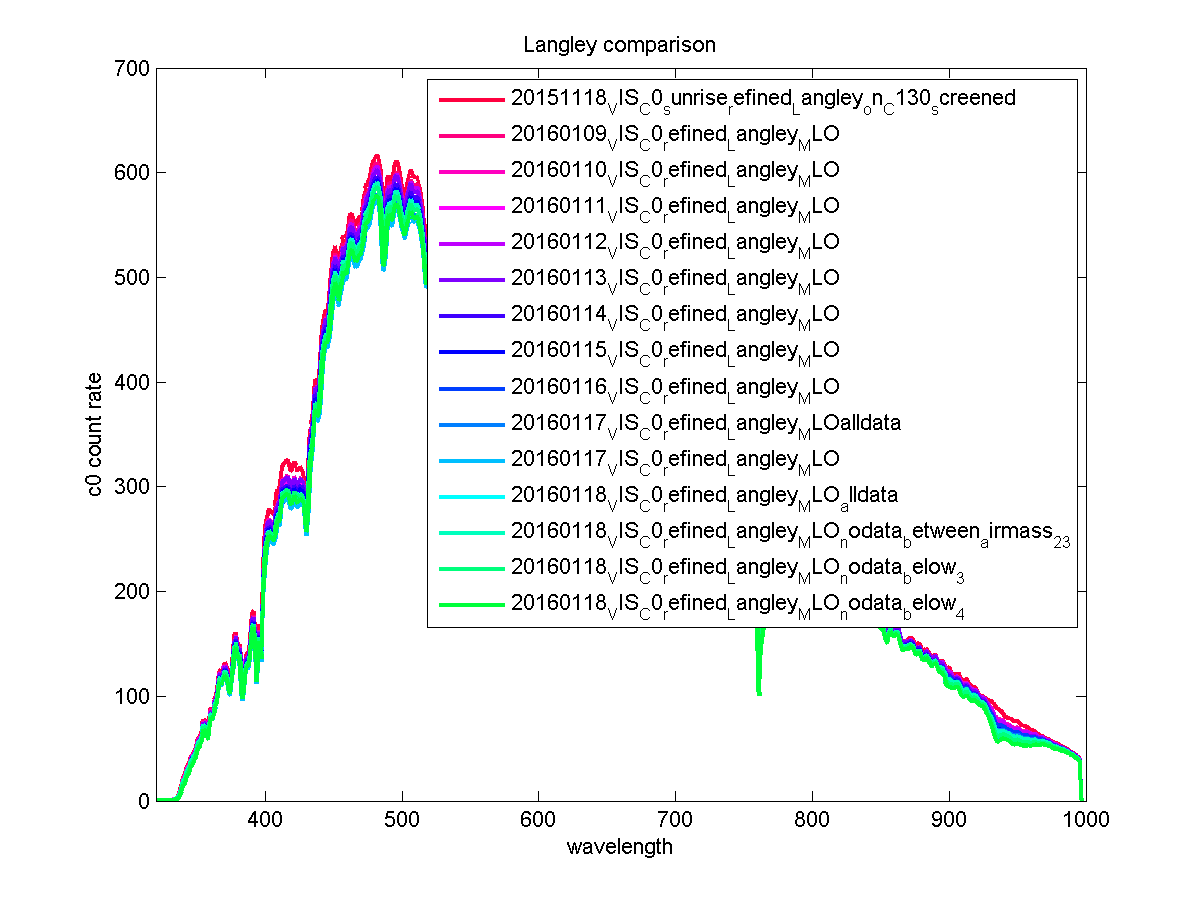 Langley comparison
700
600
500
400
300
200
100
0
c0 count rate
20151118VISC0sunriserefinedLangleyonC130screened
20160109VISC0refinedLangleyMLO
20160110VISC0refinedLangleyMLO
20160111VISC0refinedLangleyMLO
20160112VISC0refinedLangleyMLO
20160113VISC0refinedLangleyMLO
20160114VISC0refinedLangleyMLO
20160115VISC0refinedLangleyMLO
20160116VISC0refinedLangleyMLO
20160117VISC0refinedLangleyMLOalldata
20160117VISC0refinedLangleyMLO
20160118VISC0refinedLangleyMLOalldata
20160118VISC0refinedLangleyMLOnodatabetweenairmass23
20160118VISC0refinedLangleyMLOnodatabelow3
20160118VISC0refinedLangleyMLOnodatabelow4
400 500 600 700 800 900 1000
wavelength